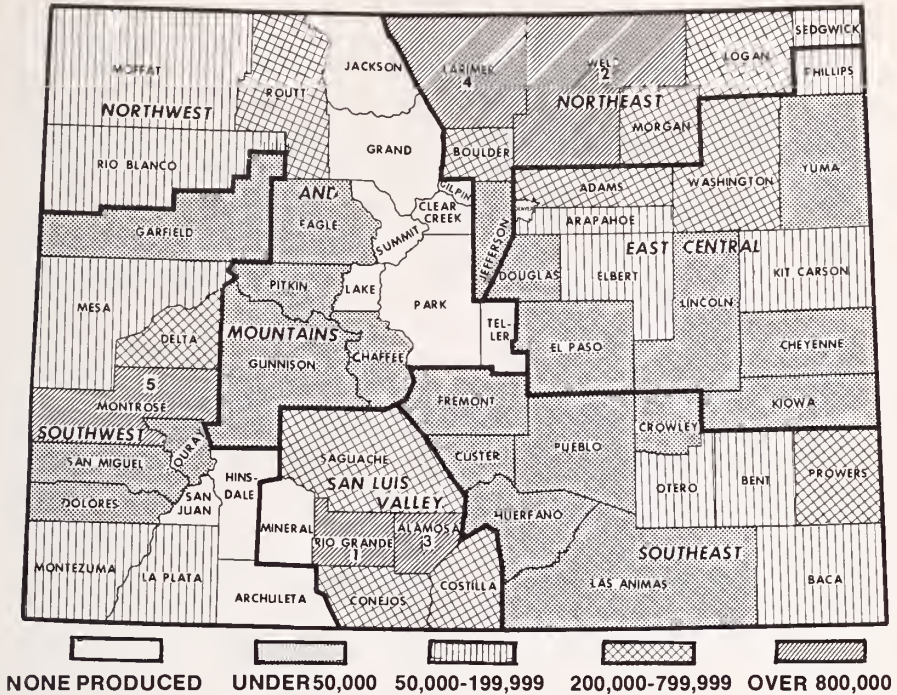 SEDGWICK
LOGAN
PHILLIPS
MOFFAT
JACKSON
LARIMER
4
WELD
2
ROUTT
NORTHWEST
NORTHEAST
MORGAN
GRAND
BOULDER
RIO BLANCO
YUMA
WASHINGTON
ADAMS
GILPIN
AND
CLEAR
CREEK
ARAPAHOE
EAGLE
GARFIELD
SUMMIT
JEFFERSON
EAST CENTRAL
DOUGLAS
ELBERT
KIT CARSON
PITKIN
LAKE
PARK
LINCOLN
MESA
DELTA
MOUNTAINS
TEL-
LER
EL PASO
CHEYENNE
GUNNISON
CHAFFEE
5
MONTROSE
FREMONT
KIOWA
CROWLEY
SOUTHWEST
OURAY
PUEBLO
SAN MIGUEL
SAGUACHE
CUSTER
HINS-
DALE
SAN LUIS
VALLEY
OTERO
BENT
PROWERS
DOLORES
SAN
JUAN
HUERFANO
MINERAL
RIO GRANDE
1
ALAMOSA
3
SOUTHEAST
MONTEZUMA
LA PLATA
ARCHULETA
CONEJOS
COSTILLA
LAS ANIMAS
BACA
NONE PRODUCED UNDER 50,000 50,000-199,999 200,000-799,999 OVER 800,000